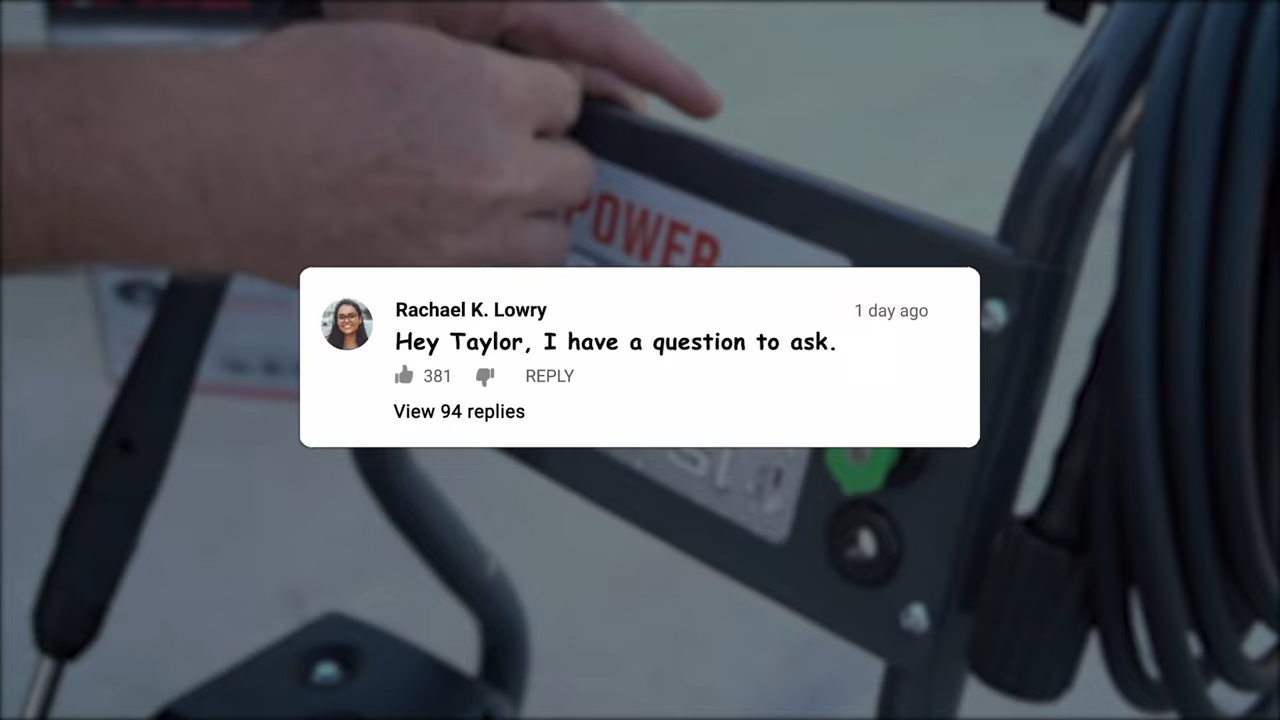 POWER
Rachael K. Lowry
1 day ago
Hey Taylor, I have a question to ask.
381
REPLY
View 94 replies